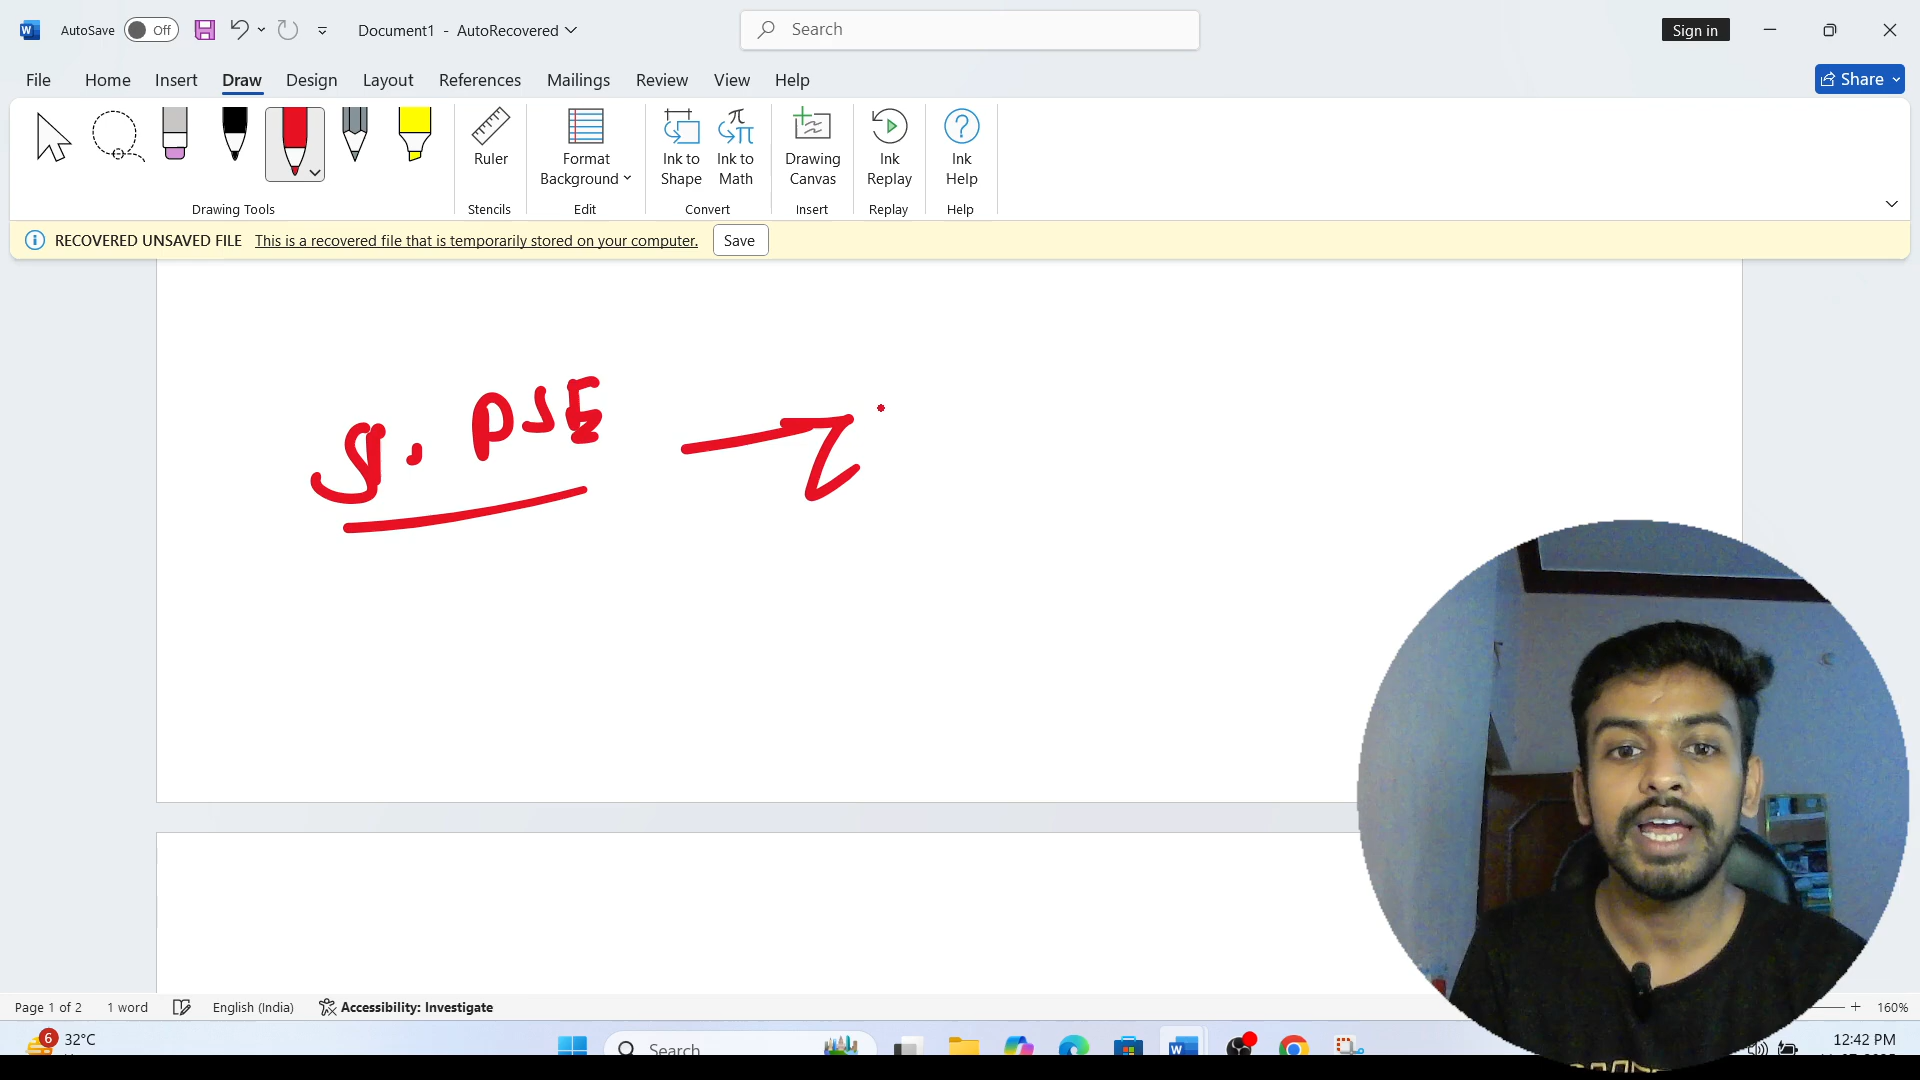 AutoSave Off Document1 - AutoRecovered Search Sign in
File Home Insert Draw Design Layout References Mailings Review View Help Share
Ruler
Format Background
Ink to Shape
Ink to Math
Drawing Canvas
Ink Replay
Ink Help
Drawing Tools Stencils Edit Convert Insert Replay Help
RECOVERED UNSAVED FILE This is a recovered file that is temporarily stored on your computer. Save
g. PSE
Page 1 of 2 1 word English (India) Accessibility: Investigate 160%
6 32°C Search 12:42 PM